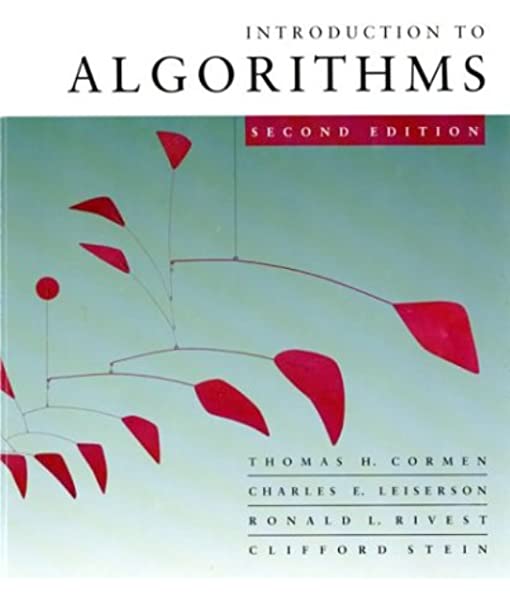 INTRODUCTION TO
ALGORITHMS
SECOND EDITION
THOMAS H. CORMEN
CHARLES E. LEISERSON
RONALD L. RIVEST
CLIFFORD STEIN